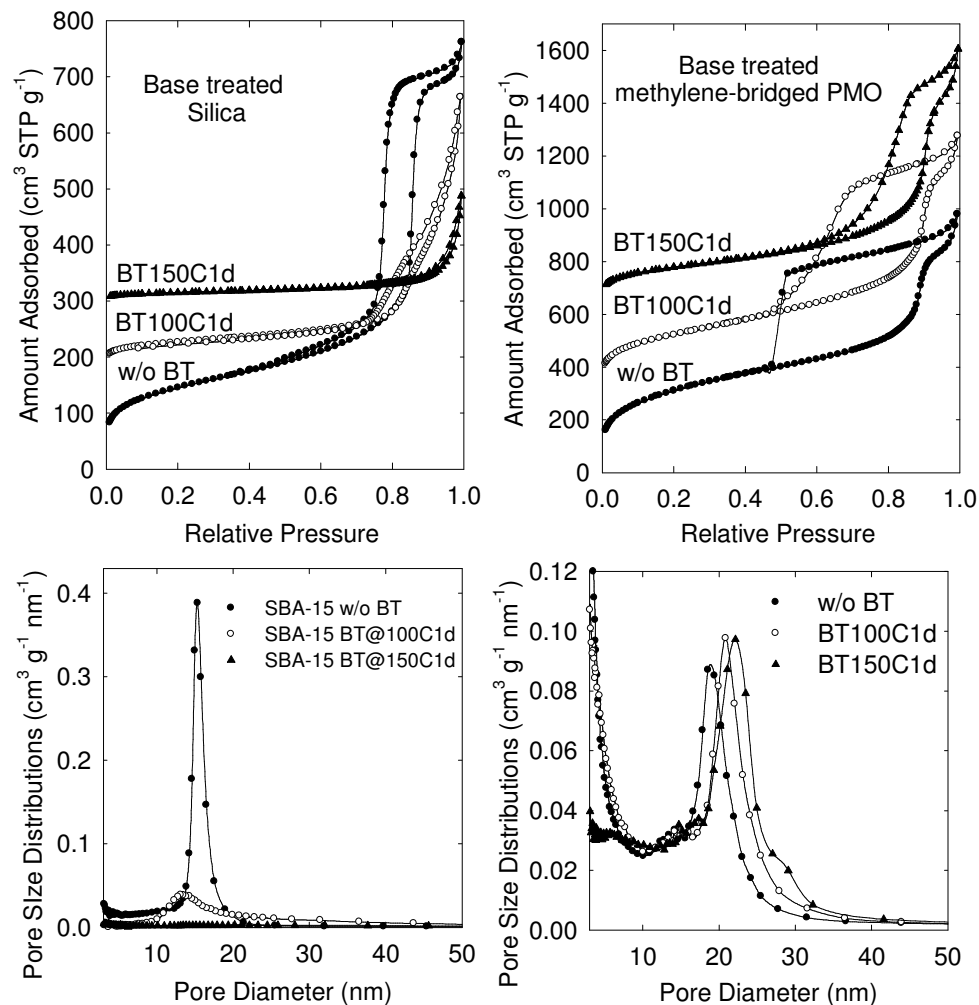 Amount Adsorbed (cm³ STP g⁻¹)
800
700
600
500
400
300
200
100
0
Base treated
Silica
BT150C1d
BT100C1d
w/o BT
0.0 0.2 0.4 0.6 0.8 1.0
Relative Pressure
Amount Adsorbed (cm³ STP g⁻¹)
1600
1400
1200
1000
800
600
400
200
0
Base treated
methylene-bridged PMO
BT150C1d
BT100C1d
w/o BT
0.0 0.2 0.4 0.6 0.8 1.0
Relative Pressure
Pore SIze Distributions (cm³ g⁻¹ nm⁻¹)
0.4
0.3
0.2
0.1
0.0
SBA-15 w/o BT
SBA-15 BT@100C1d
SBA-15 BT@150C1d
10 20 30 40 50
Pore Diameter (nm)
Pore Size Distributions (cm³ g⁻¹ nm⁻¹)
0.12
0.10
0.08
0.06
0.04
0.02
0.00
w/o BT
BT100C1d
BT150C1d
10 20 30 40 50
Pore Diameter (nm)